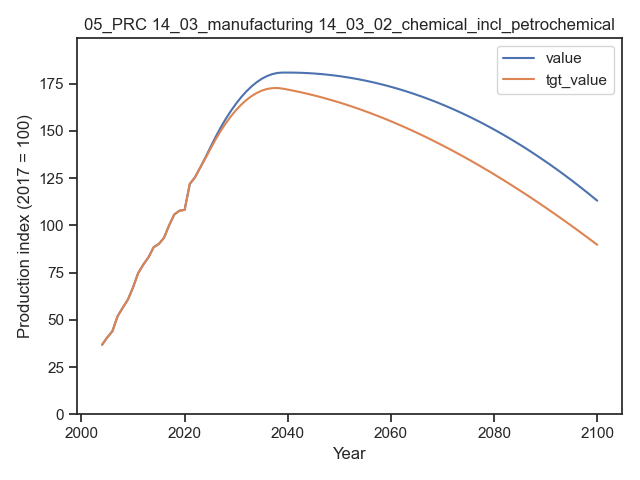 05_PRC 14_03_manufacturing 14_03_02_chemical_incl_petrochemical
value
tgt_value
Production index (2017 = 100)
175
150
125
100
75
50
25
0
2000 2020 2040 2060 2080 2100
Year